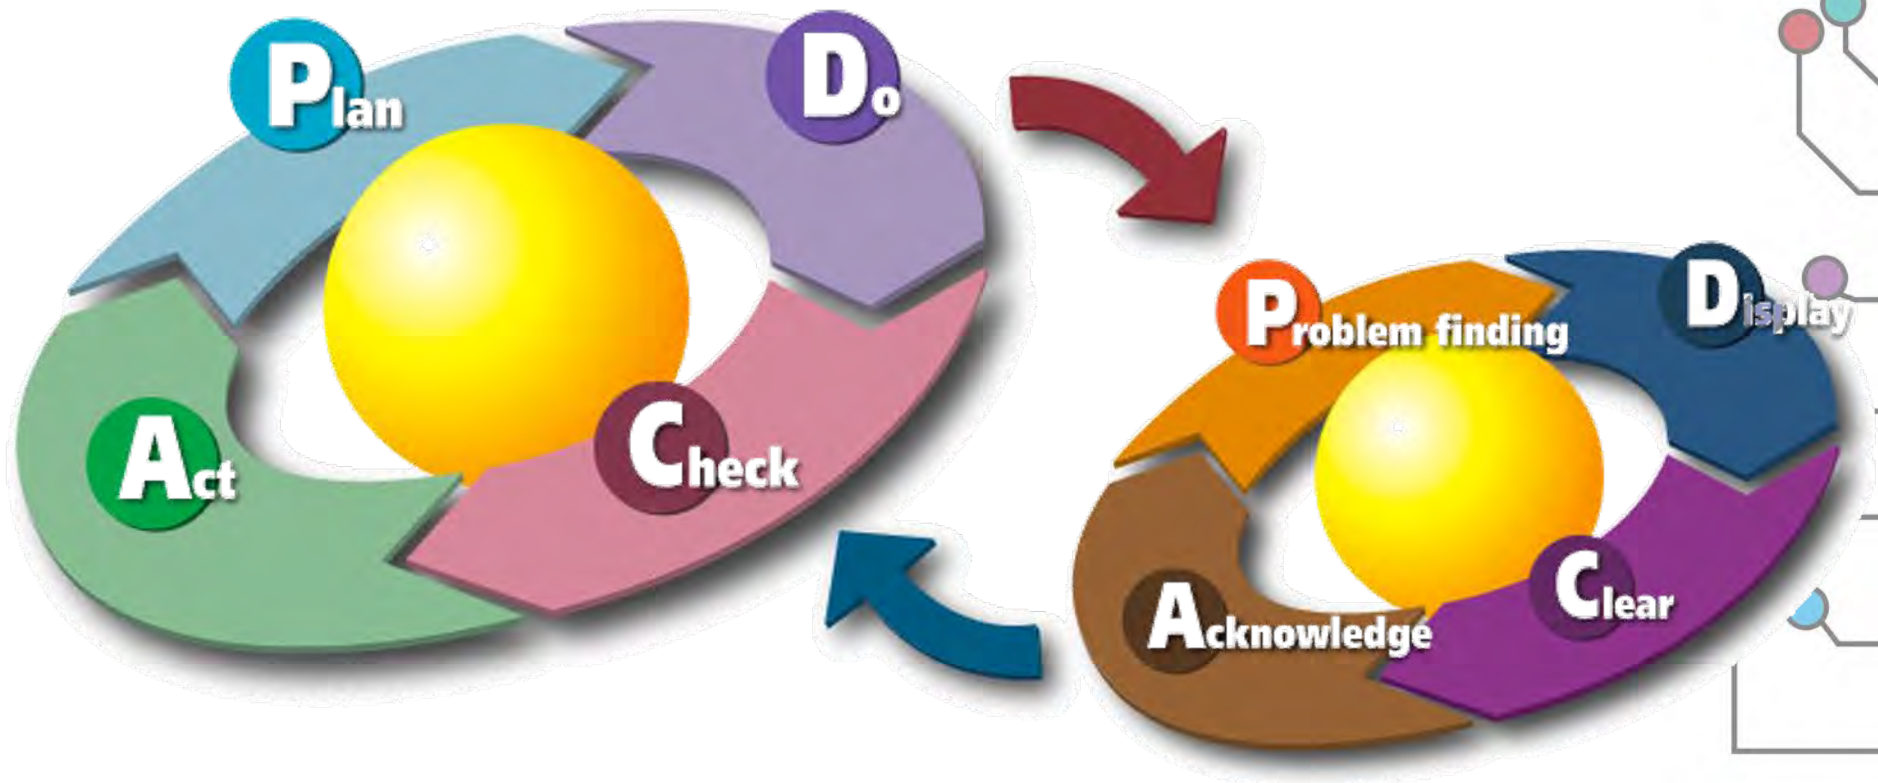 Plan
Do
Check
Act
Problem finding
Display
Clear
Acknowledge